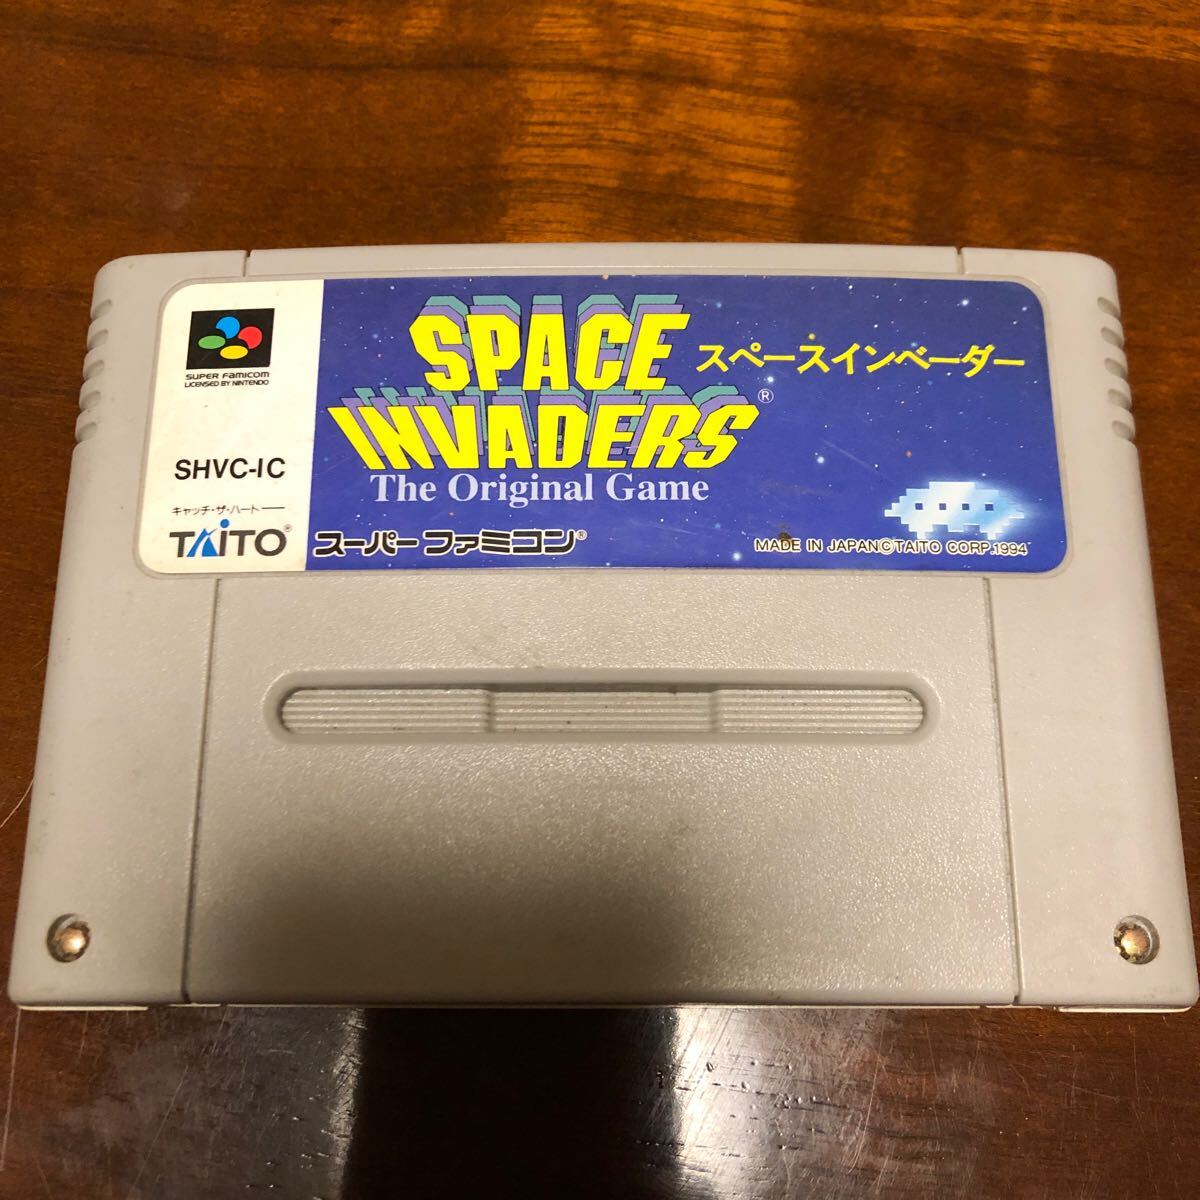 SUPER FAMICOM
LICENSED BY NINTENDO
SHVC-IC
キャッチ・ザ・ハート
TAITO®
SPACE
INVADERS®
The Original Game
スペースインベーダー
スーパーファミコン®
MADE IN JAPAN©TAITO CORP.1994